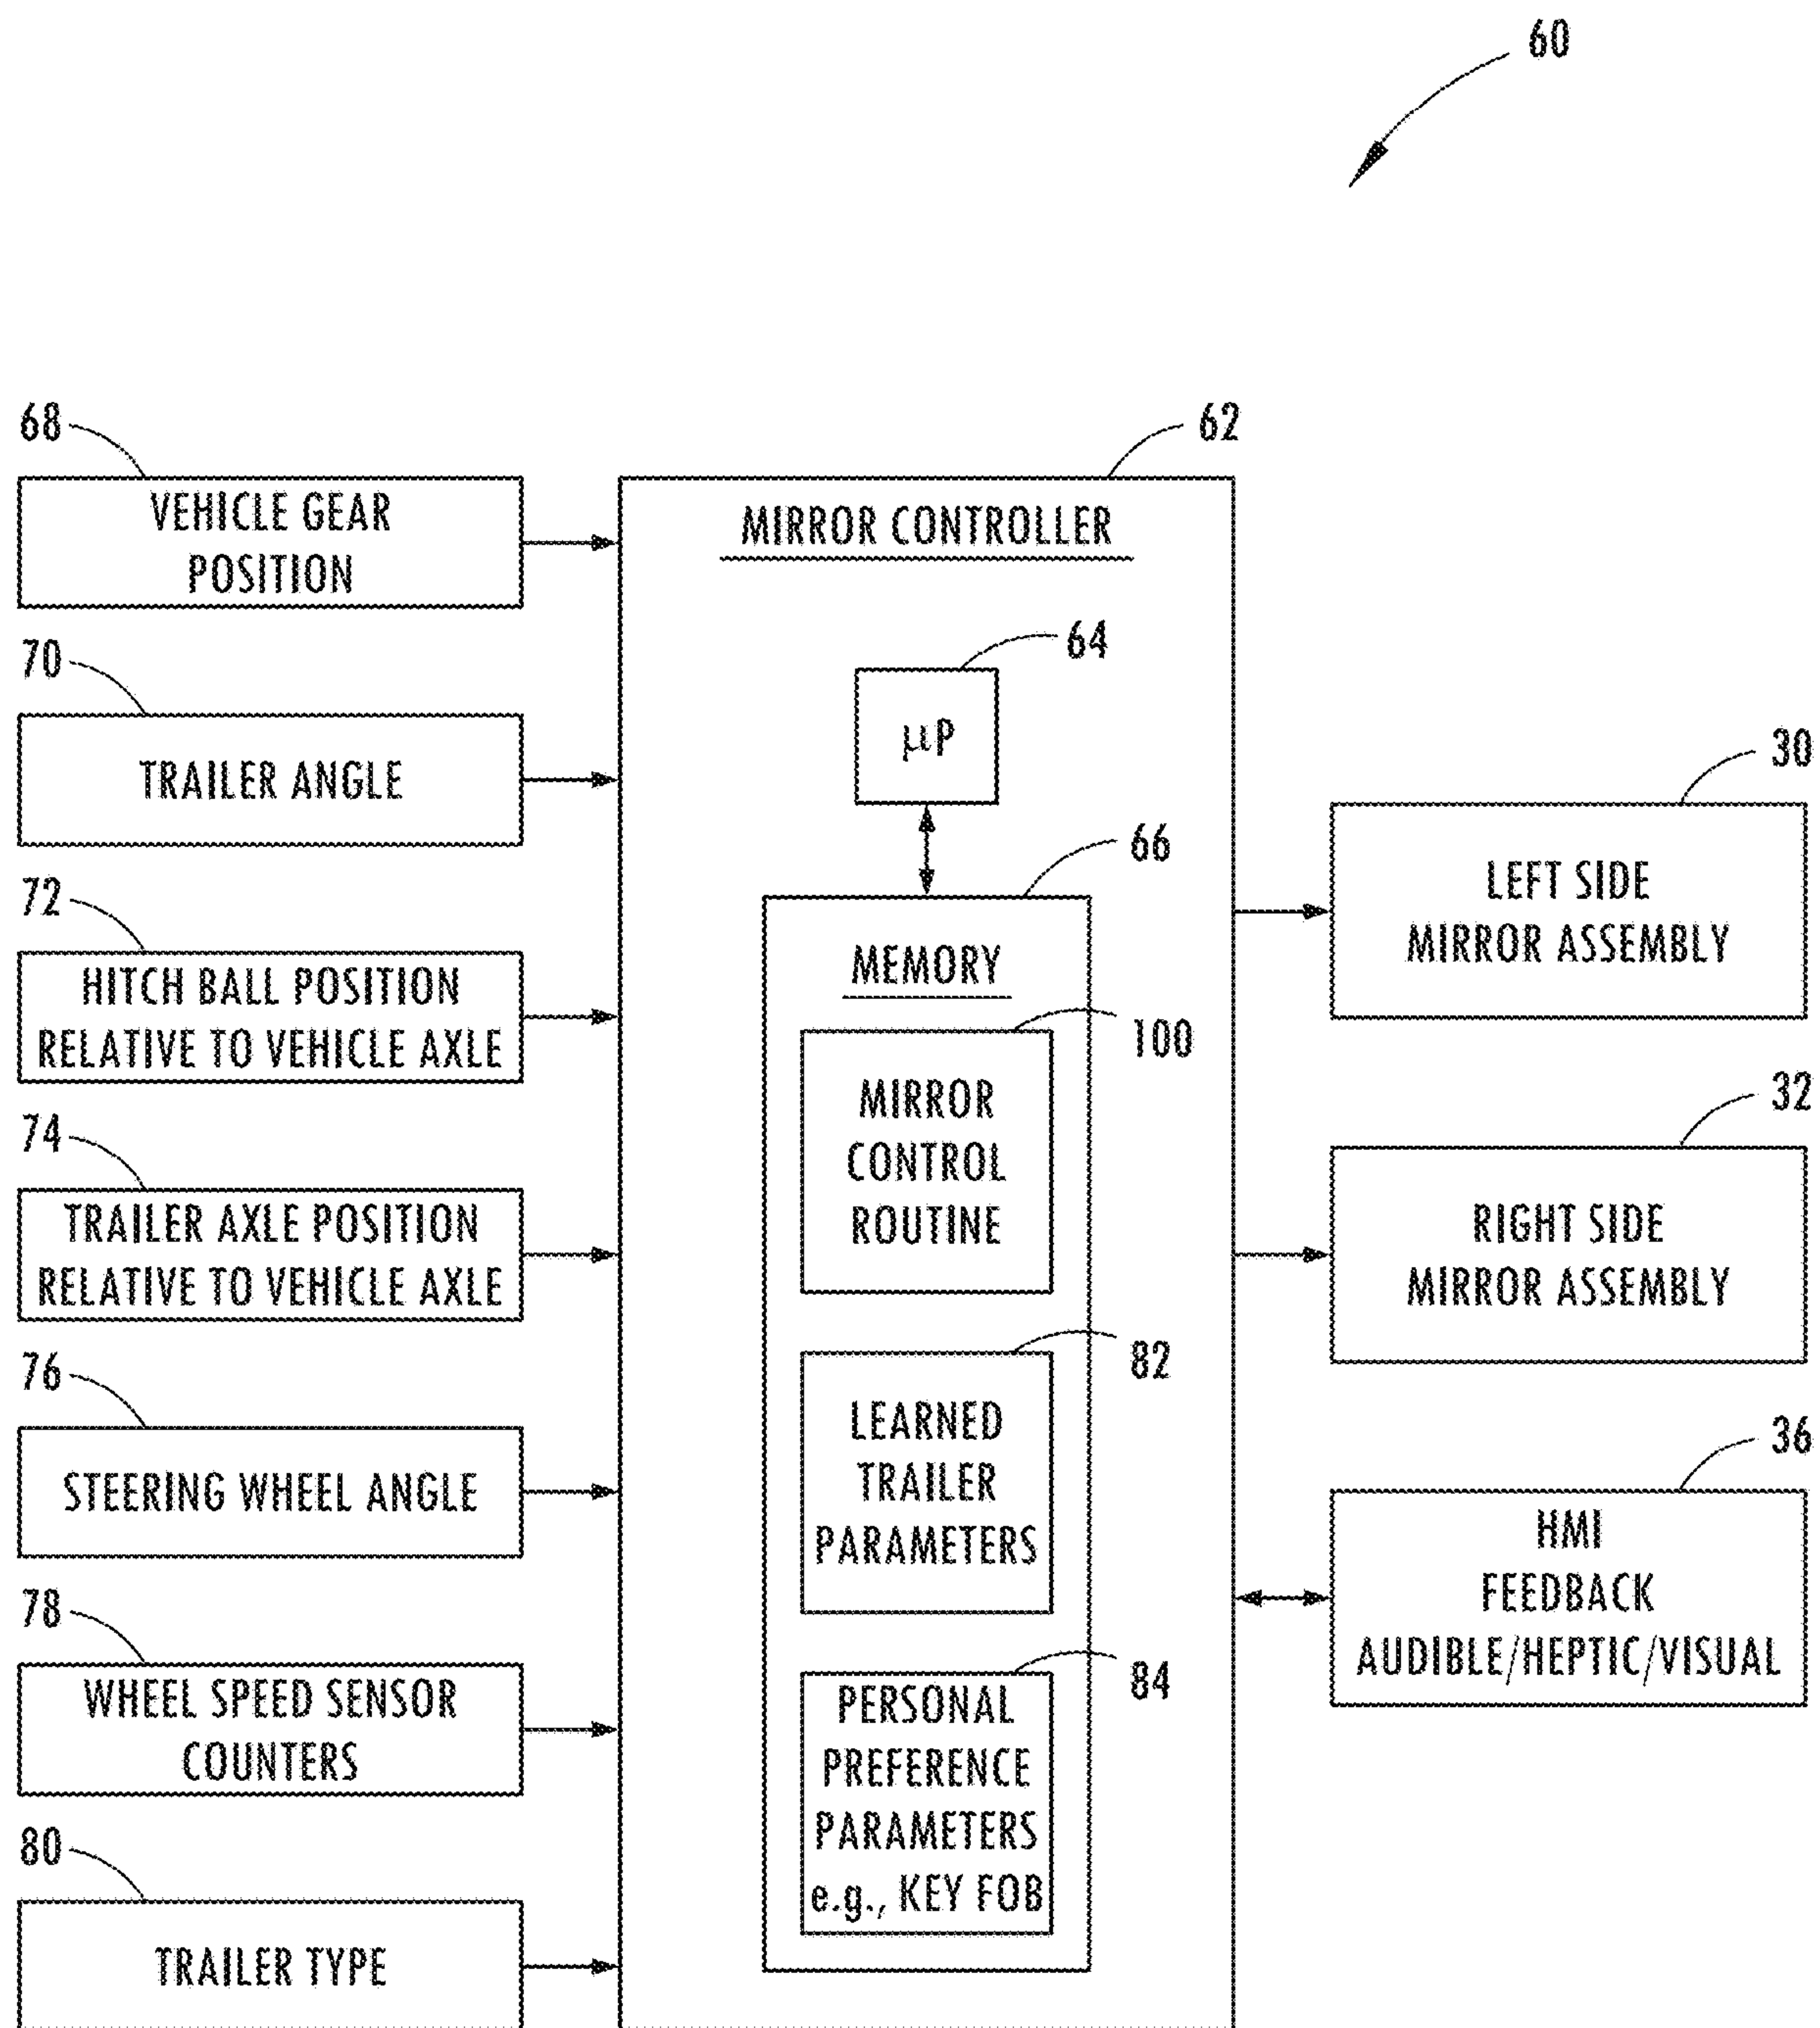 60
68
VEHICLE GEAR
POSITION
70
TRAILER ANGLE
72
HITCH BALL POSITION
RELATIVE TO VEHICLE AXLE
74
TRAILER AXLE POSITION
RELATIVE TO VEHICLE AXLE
76
STEERING WHEEL ANGLE
78
WHEEL SPEED SENSOR
COUNTERS
80
TRAILER TYPE
62
MIRROR CONTROLLER
64
μP
66
MEMORY
100
MIRROR
CONTROL
ROUTINE
82
LEARNED
TRAILER
PARAMETERS
84
PERSONAL
PREFERENCE
PARAMETERS
e.g., KEY FOB
30
LEFT SIDE
MIRROR ASSEMBLY
32
RIGHT SIDE
MIRROR ASSEMBLY
36
HMI
FEEDBACK
AUDIBLE/HEPTIC/VISUAL